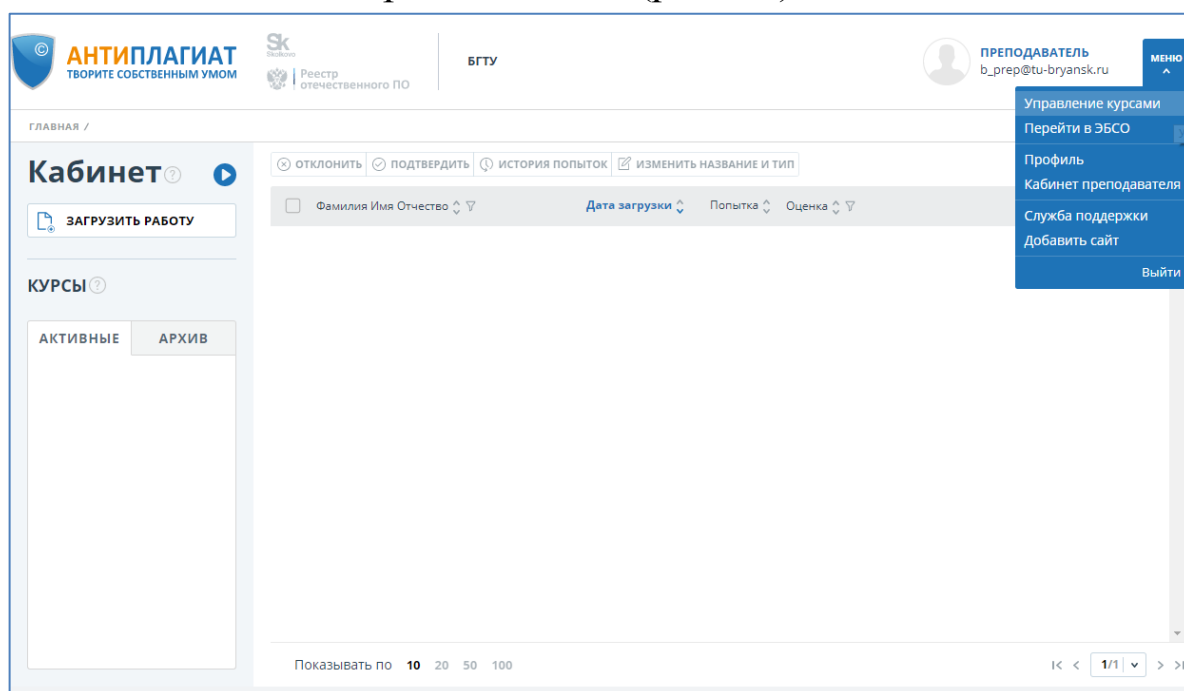 АНТИПЛАГИАТ
ТВОРИТЕ СОБСТВЕННЫМ УМОМ
Sk
Skolkovo
Реестр
отечественного ПО
БГТУ
ПРЕПОДАВАТЕЛЬ
b_prep@tu-bryansk.ru
МЕНЮ
Управление курсами
Перейти в ЭБСО
Профиль
Кабинет преподавателя
Служба поддержки
Добавить сайт
Выйти
ГЛАВНАЯ /
Кабинет
ЗАГРУЗИТЬ РАБОТУ
КУРСЫ
АКТИВНЫЕ АРХИВ
ОТКЛОНИТЬ ПОДТВЕРДИТЬ ИСТОРИЯ ПОПЫТОК ИЗМЕНИТЬ НАЗВАНИЕ И ТИП
Фамилия Имя Отчество Дата загрузки Попытка Оценка
Показывать по 10 20 50 100
1/1